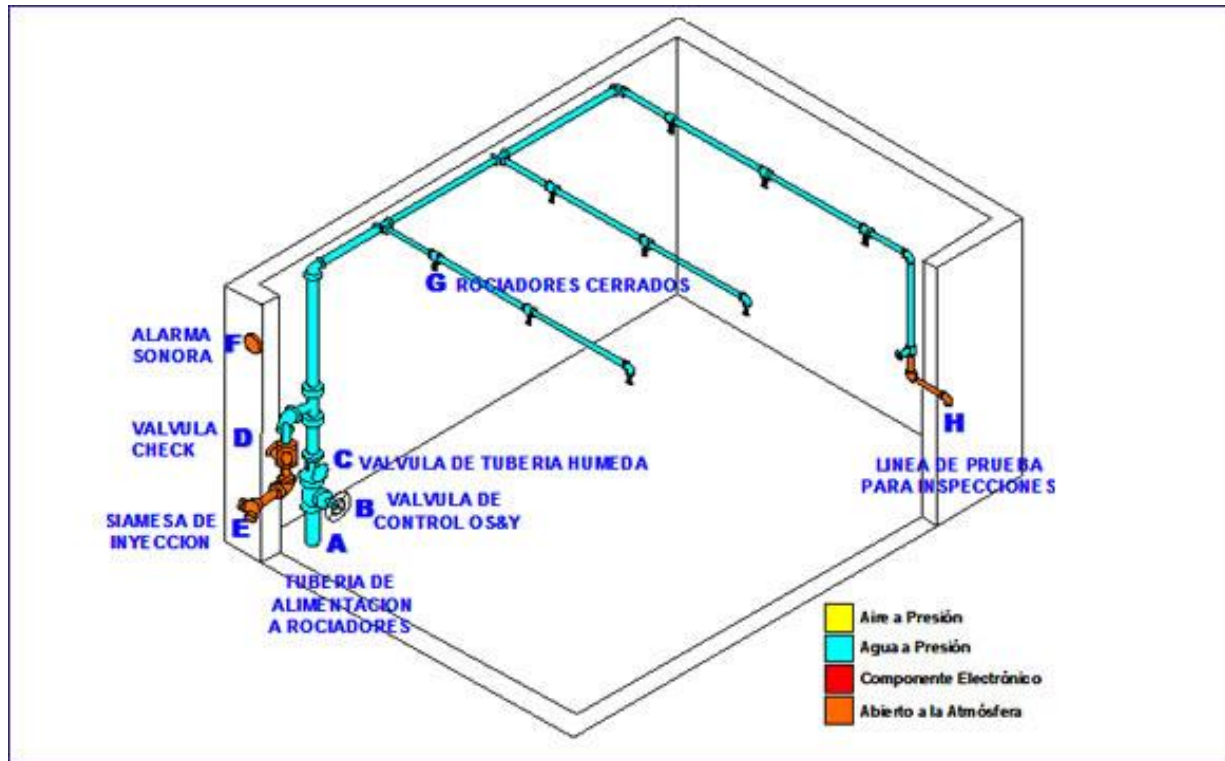 G ROCIADORES CERRADOS
ALARMA
SONORA
F
VALVULA
CHECK
D
C VALVULA DE TUBERIA HUMEDA
H
LINEA DE PRUEBA
PARA INSPECCIONES
B VALVULA DE
CONTROL OS&Y
SIAMESA DE
INYECCION
E
A
TUBERIA DE
ALIMENTACION
A ROCIADORES
Aire a Presión
Agua a Presión
Componente Electrónico
Abierto a la Atmósfera